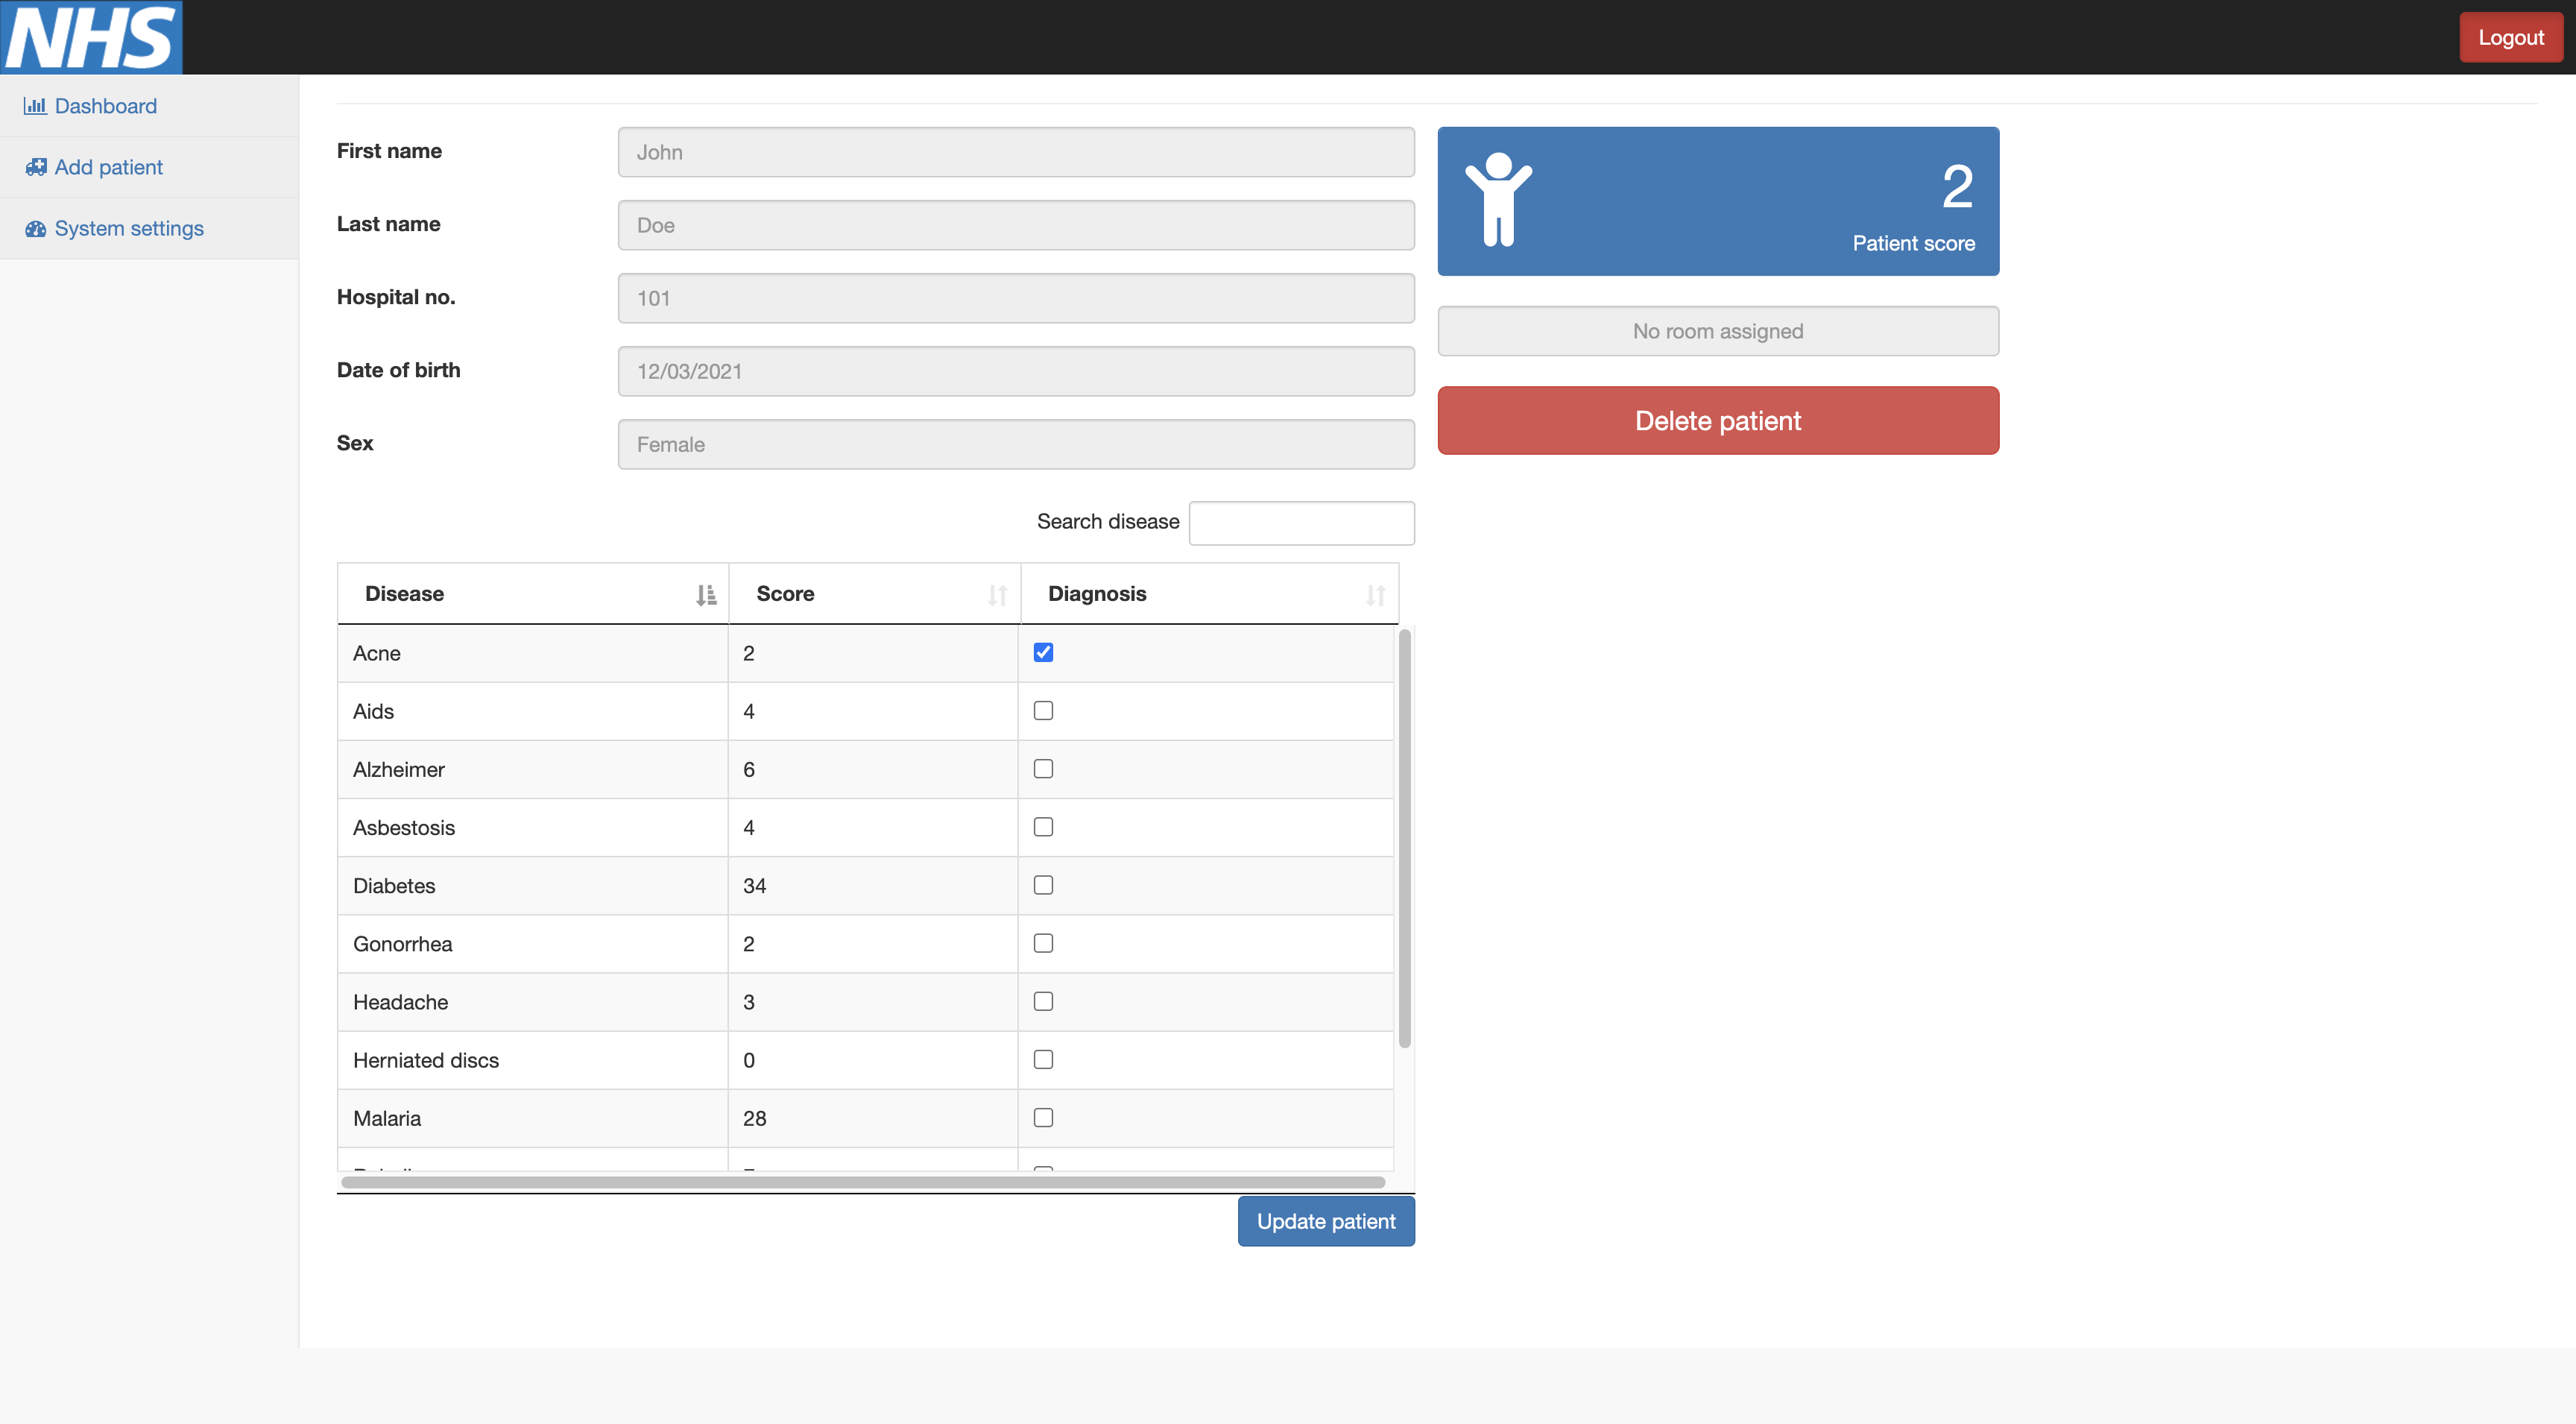 NHS
Logout
Dashboard
Add patient
System settings
First name
John
Last name
Doe
Hospital no.
101
Date of birth
12/03/2021
Sex
Female
2
Patient score
No room assigned
Delete patient
Search disease
Disease Score Diagnosis
Acne 2
Aids 4
Alzheimer 6
Asbestosis 4
Diabetes 34
Gonorrhea 2
Headache 3
Herniated discs 0
Malaria 28
Update patient